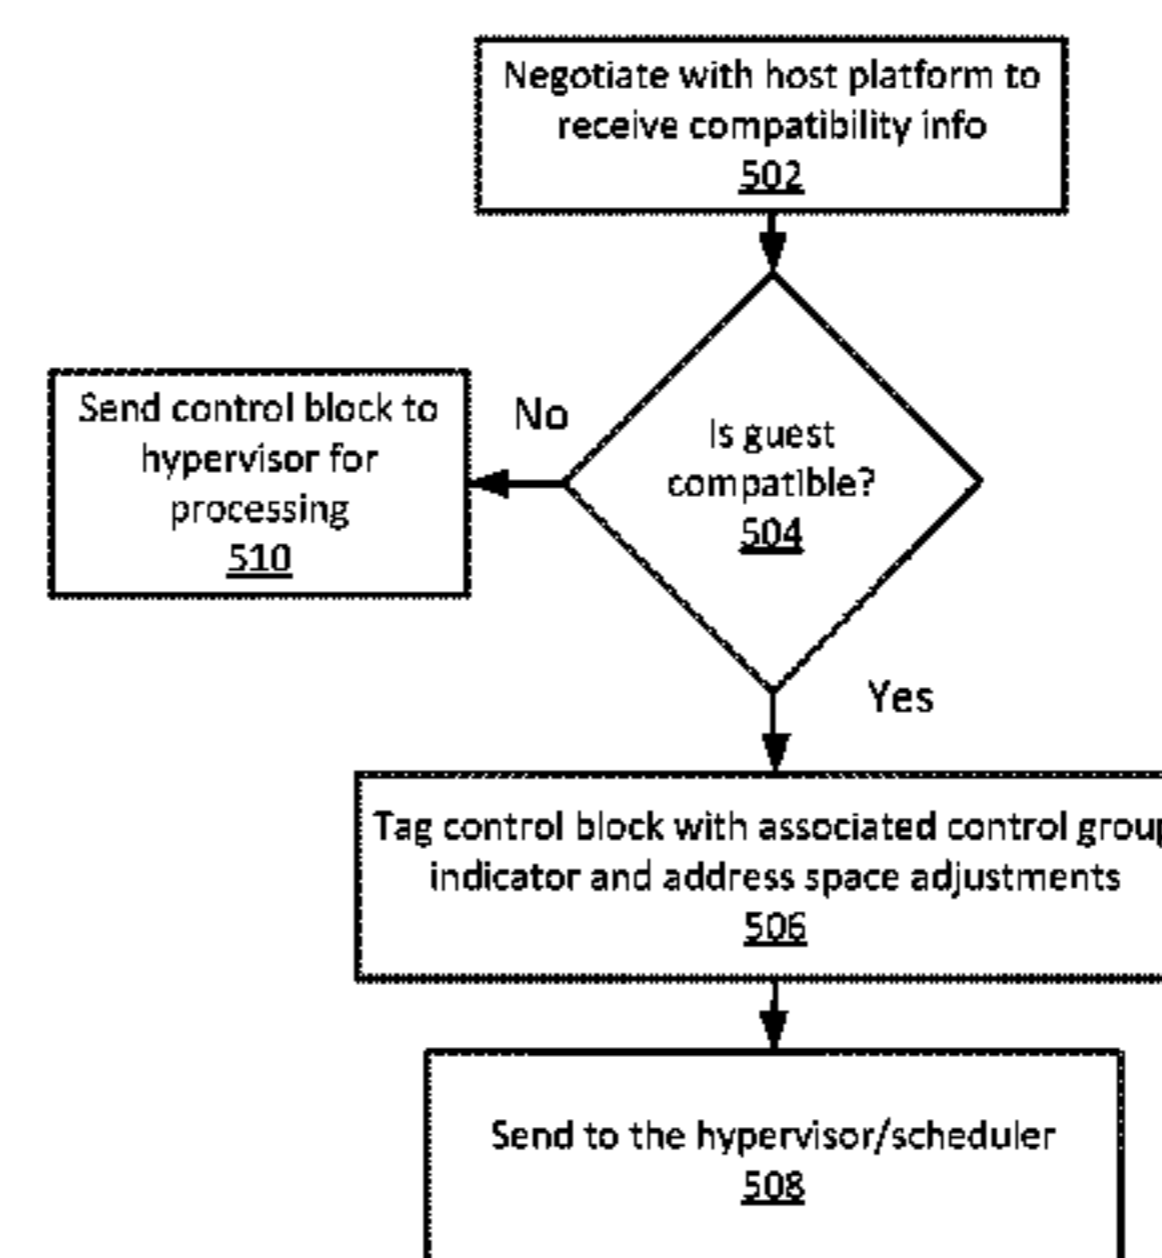 Negotiate with host platform to
receive compatibility info
502
No
Send control block to
hypervisor for
processing
510
Is guest
compatible?
504
Yes
Tag control block with associated control group
indicator and address space adjustments
506
Send to the hypervisor/scheduler
508